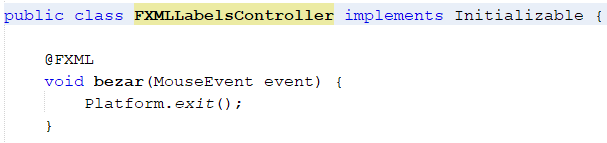 public class FXMLLabelsController implements Initializable {
@FXML
void bezar(MouseEvent event) {
Platform.exit();
}